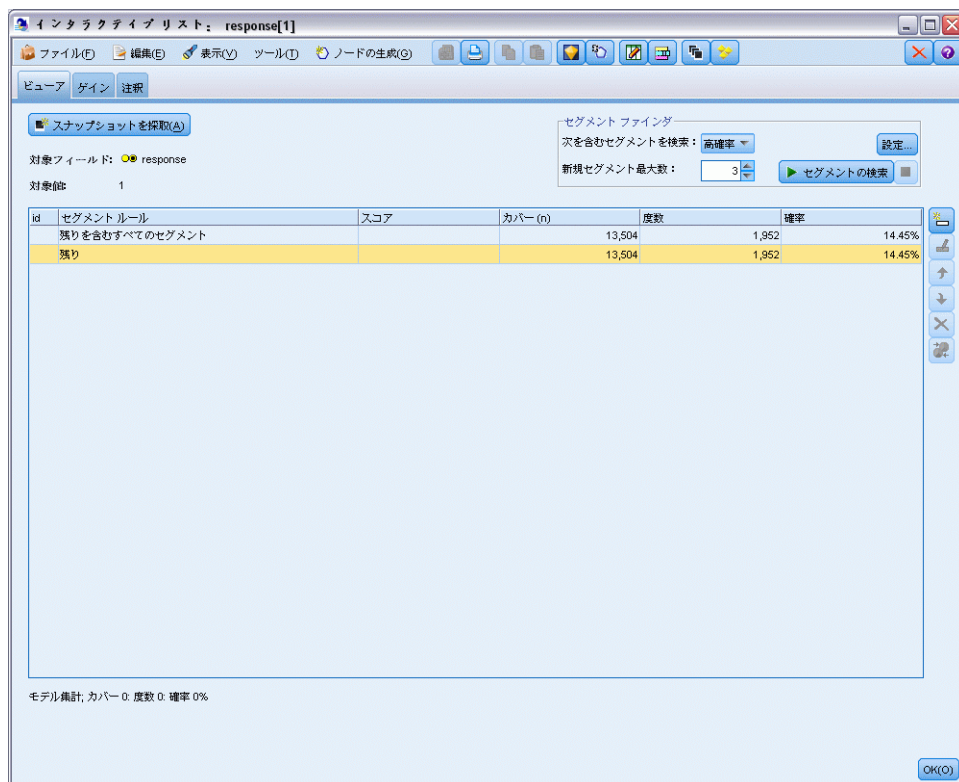 インタラクティブ リスト: response[1]
ファイル(F) 編集(E) 表示(V) ツール(T) ノードの生成(G)
ビューア ゲイン 注釈
スナップショットを採取(A)
セグメント ファインダ
次を含むセグメントを検索: 高確率 設定...
対象フィールド: response
新規セグメント最大数: 3 セグメントの検索
対象値: 1
id セグメント ルール スコア カバー (n) 度数 確率
残りを含むすべてのセグメント 13,504 1,952 14.45%
残り 13,504 1,952 14.45%
モデル集計; カバー 0: 度数 0: 確率 0%
OK(O)